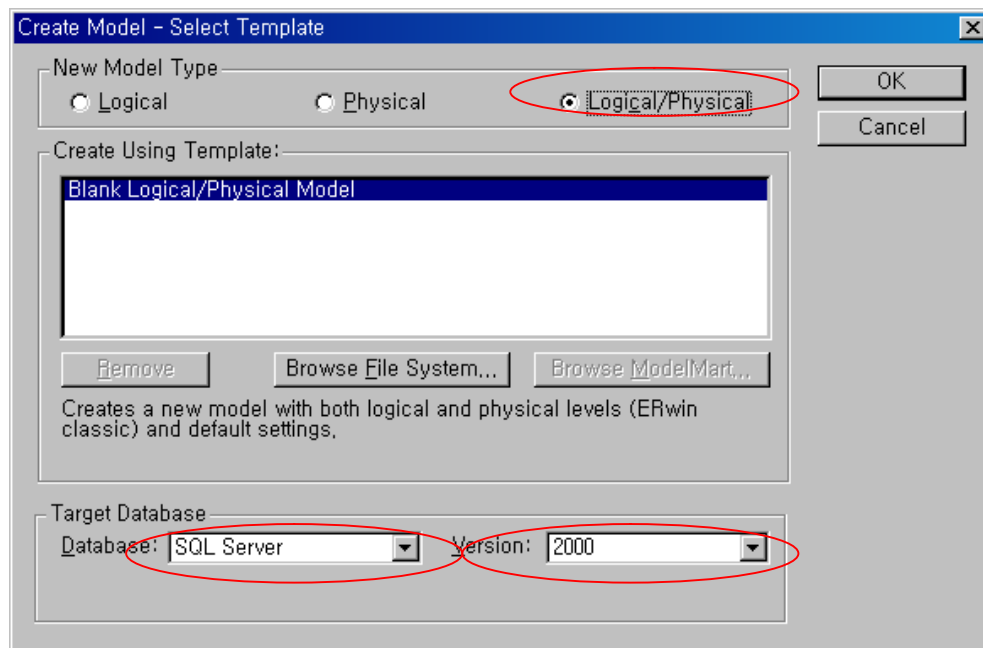 Create Model - Select Template
New Model Type
Logical
Physical
Logical/Physical
OK
Cancel
Create Using Template:
Blank Logical/Physical Model
Remove
Browse File System...
Browse ModelMart...
Creates a new model with both logical and physical levels (ERwin
classic) and default settings.
Target Database
Database: SQL Server Version: 2000